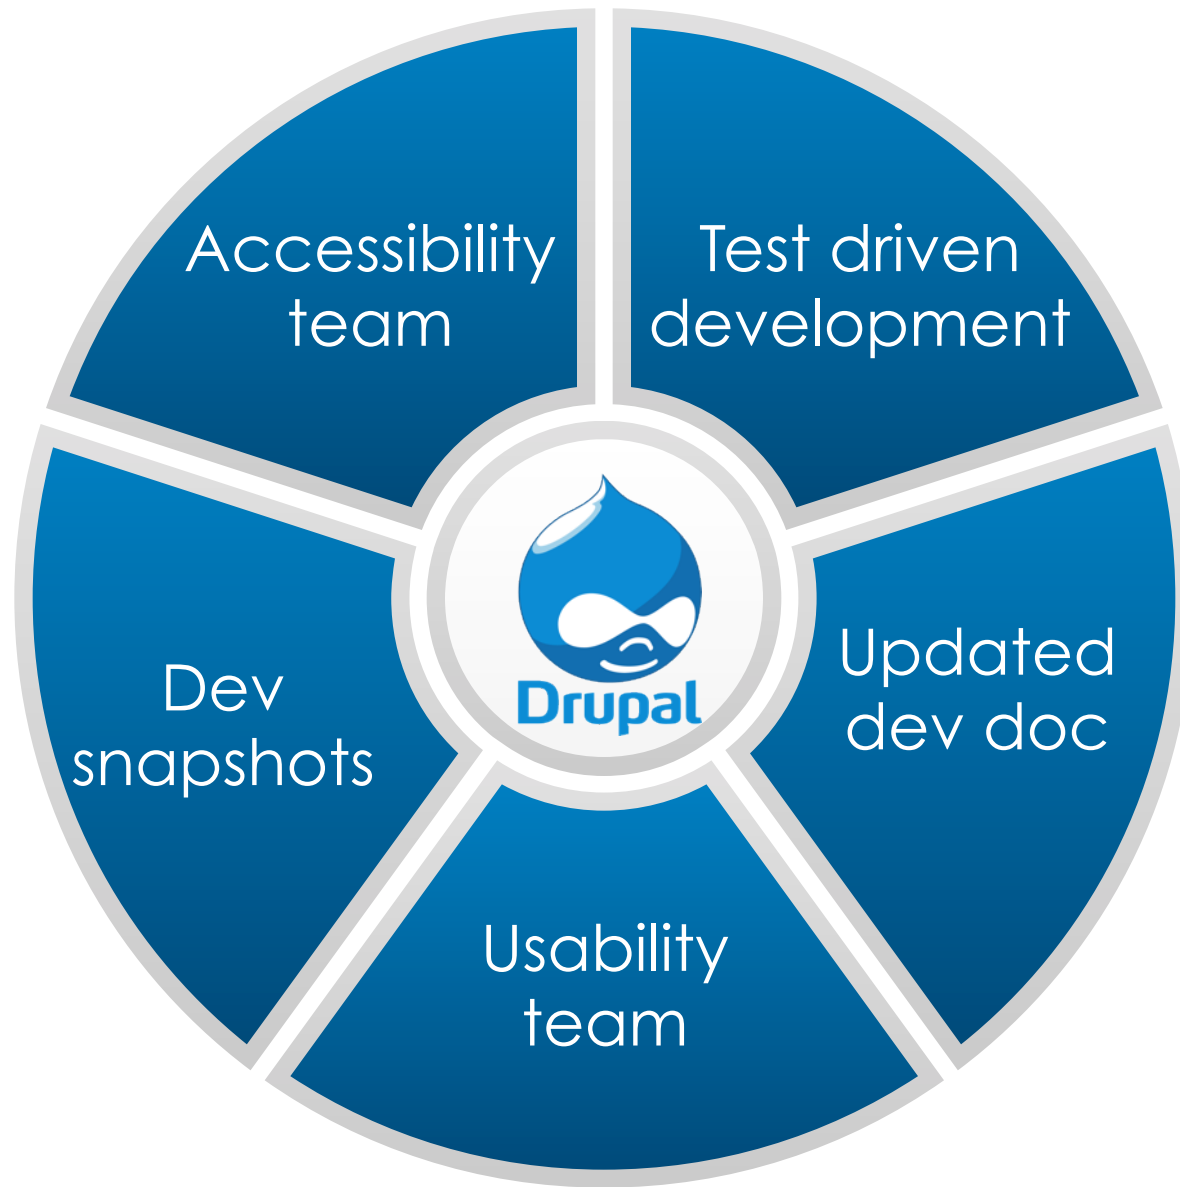 Accessibility
team
Test driven
development
Updated
dev doc
Usability
team
Dev
snapshots
Drupal